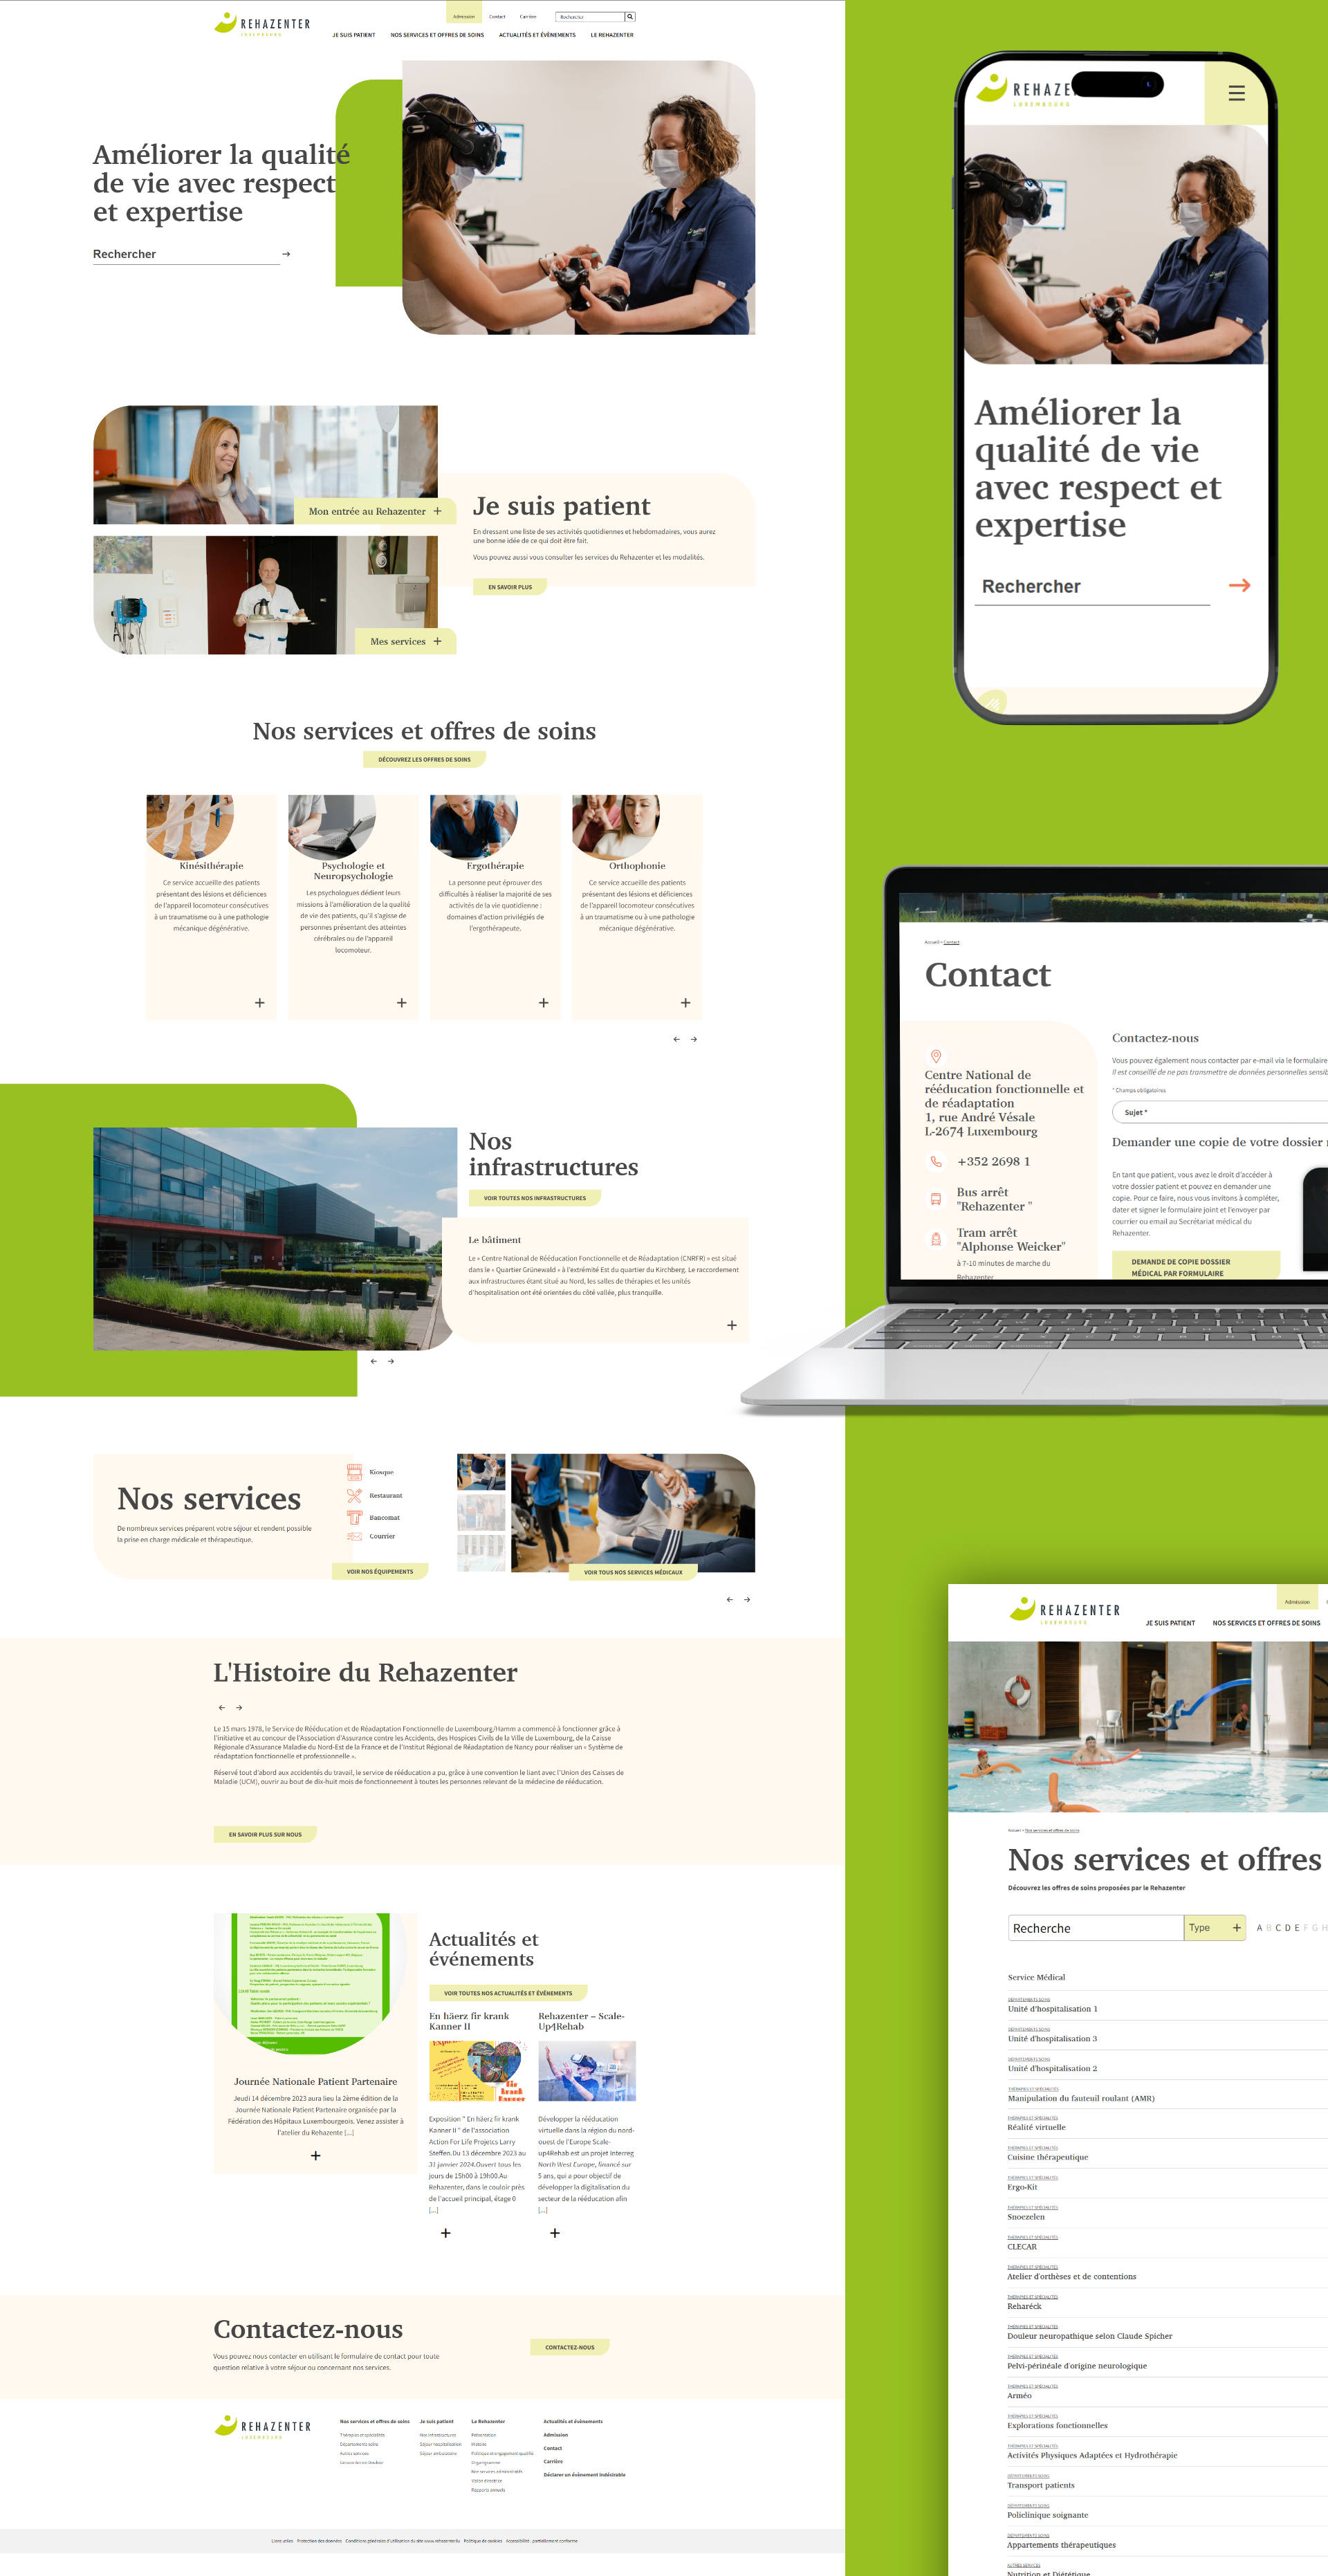 REHAZENTER
LUXEMBOURG
Admission
Contact
Carrière
Recherche
JE SUIS PATIENT
NOS SERVICES ET OFFRES DE SOINS
ACTUALITÉS ET ÉVÈNEMENTS
LE REHAZENTER
Améliorer la qualité
de vie avec respect
et expertise
Rechercher
Mon entrée au Rehazenter +
Mes services +
Je suis patient
En dressant une liste de ses activités quotidiennes et hebdomadaires, vous aurez
une bonne idée de ce qui doit être fait.
Vous pouvez aussi vous consulter les services du Rehazenter et les modalités.
EN SAVOIR PLUS
Nos services et offres de soins
DÉCOUVREZ LES OFFRES DE SOINS
Kinésithérapie
Ce service accueille des patients
présentant des lésions et déficiences
de l'appareil locomoteur consécutives
à un traumatisme ou à une pathologie
mécanique dégénérative.
+
Psychologie et
Neuropsychologie
Les psychologues dédient leurs
missions à l'amélioration de la qualité
de vie des patients, qu'il s'agisse de
personnes présentant des atteintes
cérébrales ou de l'appareil
locomoteur.
+
Ergothérapie
La personne peut éprouver des
difficultés à réaliser la majorité de ses
activités de la vie quotidienne :
domaines d'action privilégiés de
l'ergothérapeute.
+
Orthophonie
Ce service accueille des patients
présentant des lésions et déficiences
de l'appareil locomoteur consécutives
à un traumatisme ou à une pathologie
mécanique dégénérative.
+
Nos
infrastructures
VOIR TOUTES NOS INFRASTRUCTURES
Le bâtiment
Le « Centre National de Rééducation Fonctionnelle et de Réadaptation (CNRFR) » est situé
dans le « Quartier Grünewald » à l'extrémité Est du quartier du Kirchberg. Le raccordement
aux infrastructures étant situé au Nord, les salles de thérapies et les unités
d'hospitalisation ont été orientées du côté vallée, plus tranquille.
+
Nos services
De nombreux services préparent votre séjour et rendent possible
la prise en charge médicale et thérapeutique.
Kiosque
Restaurant
Bancomat
Courrier
VOIR NOS ÉQUIPEMENTS
VOIR TOUS NOS SERVICES MÉDICAUX
L'Histoire du Rehazenter
Le 15 mars 1978, le Service de Rééducation et de Réadaptation Fonctionnelle de Luxembourg/Hamm a commencé à fonctionner grâce à
l'initiative et au concour de l'Association d'Assurance contre les Accidents, des Hospices Civils de la Ville de Luxembourg, de la Caisse
Régionale d'Assurance Maladie du Nord-Est de la France et de l'Institut Régional de Réadaptation de Nancy pour réaliser un « Système de
réadaptation fonctionnelle et professionnelle ».
Réservé tout d'abord aux accidentés du travail, le service de rééducation a pu, grâce à une convention le liant avec l'Union des Caisses de
Maladie (UCM), ouvrir au bout de dix-huit mois de fonctionnement à toutes les personnes relevant de la médecine de rééducation.
EN SAVOIR PLUS SUR NOUS
Journée Nationale Patient Partenaire
Jeudi 14 décembre 2023 aura lieu la 2ème édition de la
Journée Nationale Patient Partenaire organisée par la
Fédération des Hôpitaux Luxembourgeois. Venez assister à
l'atelier du Rehazente [...]
+
Actualités et
événements
VOIR TOUTES NOS ACTUALITÉS ET ÉVÈNEMENTS
En häerz fir krank
Kanner II
Exposition " En häerz fir krank
Kanner II " de l'association
Action For Life Projetcs Larry
Steffen.Du 13 décembre 2023 au
31 janvier 2024.Ouvert tous les
jours de 15h00 à 19h00.Au
Rehazenter, dans le couloir près
de l'accueil principal, étage 0
[...]
+
Rehazenter – Scale-
Up4Rehab
Développer la rééducation
virtuelle dans la région du nord-
ouest de l'Europe Scale-
up4Rehab est un projet Interreg
North West Europe, financé sur
5 ans, qui a pour objectif de
développer la digitalisation du
secteur de la rééducation afin
[...]
+
Contactez-nous
Vous pouvez nous contacter en utilisant le formulaire de contact pour toute
question relative à votre séjour ou concernant nos services.
CONTACTEZ-NOUS
REHAZENTER
LUXEMBOURG
Nos services et offres de soins
Thérapies et spécialités
Départements soins
Autres services
Je suis patient
Nos infrastructures
Séjour hospitalisation
Séjour ambulatoire
Le Rehazenter
Présentation
Histoire
Politique et engagement qualité
Organigramme
Nos services administratifs
Vision directrice
Rapports annuels
Actualités et événements
Admission
Contact
Carrière
Déclarer un évènement indésirable
Liens utiles
Protection des données
Conditions générales d'utilisation du site www.rehazenter.lu
Politique de cookies
Accessibilité : partiellement conforme
REHAZE
LUXEMBOURG
Améliorer la
qualité de vie
avec respect et
expertise
Rechercher
Accueil > Contact
Contact
Centre National de
rééducation fonctionnelle et
de réadaptation
1, rue André Vésale
L-2674 Luxembourg
+352 2698 1
Bus arrêt
"Rehazenter "
Tram arrêt
"Alphonse Weicker"
à 7-10 minutes de marche du
Rehazenter
Contactez-nous
Vous pouvez également nous contacter par e-mail via le formulaire
Il est conseillé de ne pas transmettre de données personnelles sensib
* Champs obligatoires
Sujet *
Demander une copie de votre dossier
En tant que patient, vous avez le droit d'accéder à
votre dossier patient et pouvez en demander une
copie. Pour ce faire, nous vous invitons à compléter,
dater et signer le formulaire joint et l'envoyer par
courrier ou email au Secrétariat médical du
Rehazenter.
DEMANDE DE COPIE DOSSIER
MÉDICAL PAR FORMULAIRE
REHAZENTER
LUXEMBOURG
Admission
JE SUIS PATIENT
NOS SERVICES ET OFFRES DE SOINS
Accueil > Nos services et offres de soins
Nos services et offres
Découvrez les offres de soins proposées par le Rehazenter
Recherche
Type +
A B C D E F G H
Service Médical
DÉPARTEMENTS SOINS
Unité d'hospitalisation 1
DÉPARTEMENTS SOINS
Unité d'hospitalisation 3
DÉPARTEMENTS SOINS
Unité d'hospitalisation 2
THÉRAPIES ET SPÉCIALITÉS
Manipulation du fauteuil roulant (AMR)
THÉRAPIES ET SPÉCIALITÉS
Réalité virtuelle
THÉRAPIES ET SPÉCIALITÉS
Cuisine thérapeutique
THÉRAPIES ET SPÉCIALITÉS
Ergo-Kit
THÉRAPIES ET SPÉCIALITÉS
Snoezelen
THÉRAPIES ET SPÉCIALITÉS
CLECAR
THÉRAPIES ET SPÉCIALITÉS
Atelier d'orthèses et de contentions
THÉRAPIES ET SPÉCIALITÉS
Reharéck
THÉRAPIES ET SPÉCIALITÉS
Douleur neuropathique selon Claude Spicher
THÉRAPIES ET SPÉCIALITÉS
Pelvi-périnéale d'origine neurologique
THÉRAPIES ET SPÉCIALITÉS
Arméo
THÉRAPIES ET SPÉCIALITÉS
Explorations fonctionnelles
THÉRAPIES ET SPÉCIALITÉS
Activités Physiques Adaptées et Hydrothérapie
DÉPARTEMENTS SOINS
Transport patients
DÉPARTEMENTS SOINS
Policlinique soignante
DÉPARTEMENTS SOINS
Appartements thérapeutiques
AUTRES SERVICES
Nutrition et Diététique